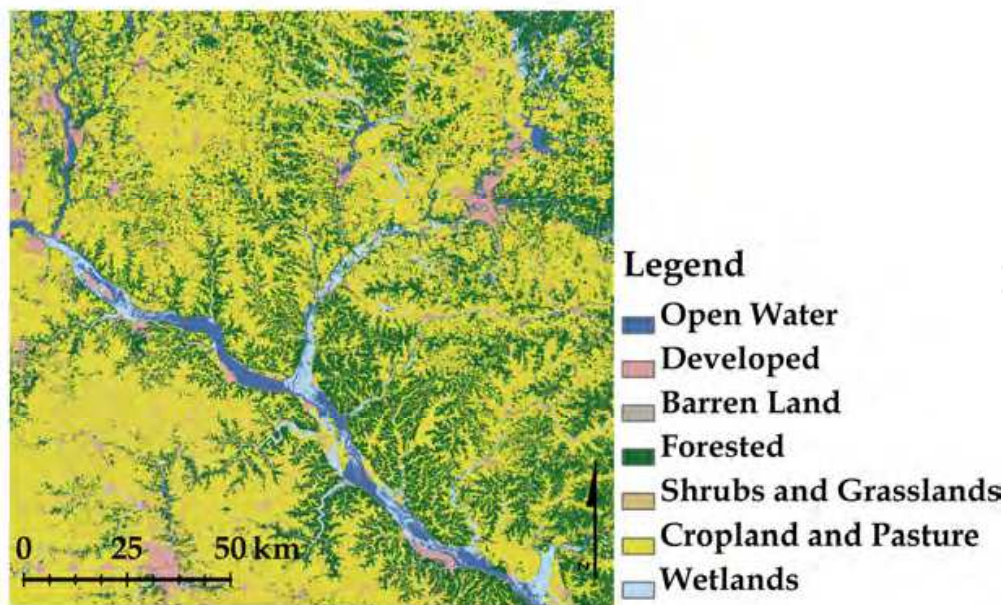 Legend
Open Water
Developed
Barren Land
Forested
Shrubs and Grasslands
Cropland and Pasture
Wetlands
0 25 50 km